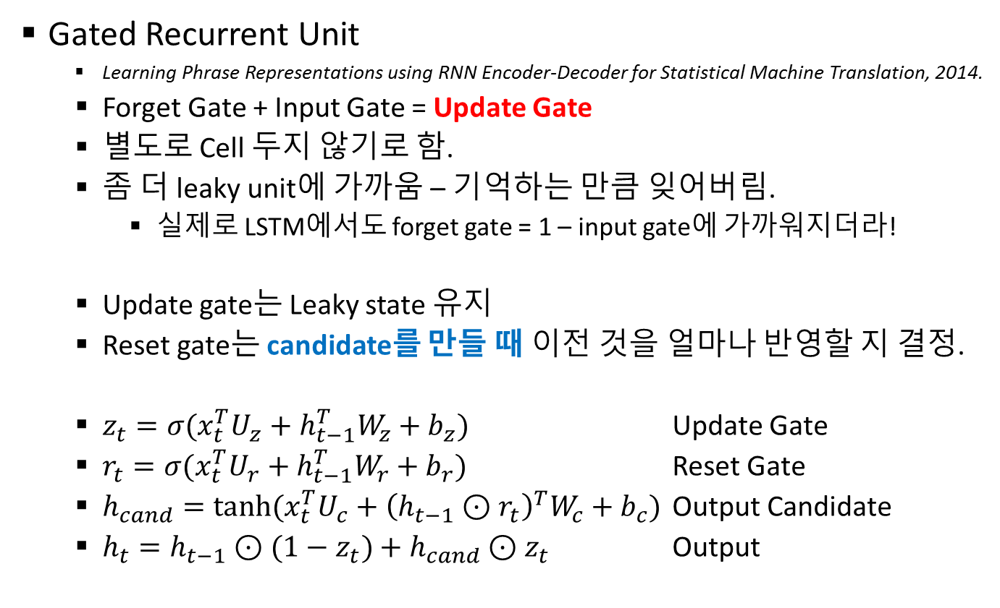 ▪ Gated Recurrent Unit
▪ Learning Phrase Representations using RNN Encoder-Decoder for Statistical Machine Translation, 2014.
▪ Forget Gate + Input Gate = Update Gate
▪ 별도로 Cell 두지 않기로 함.
▪ 좀 더 leaky unit에 가까움 – 기억하는 만큼 잊어버림.
▪ 실제로 LSTM에서도 forget gate = 1 – input gate에 가까워지더라!
▪ Update gate는 Leaky state 유지
▪ Reset gate는 candidate를 만들 때 이전 것을 얼마나 반영할 지 결정.
▪ $z_t = \sigma(x_t^T U_z + h_{t-1}^T W_z + b_z)$ Update Gate
▪ $r_t = \sigma(x_t^T U_r + h_{t-1}^T W_r + b_r)$ Reset Gate
▪ $h_{cand} = \tanh(x_t^T U_c + (h_{t-1} \odot r_t)^T W_c + b_c)$ Output Candidate
▪ $h_t = h_{t-1} \odot (1 - z_t) + h_{cand} \odot z_t$ Output